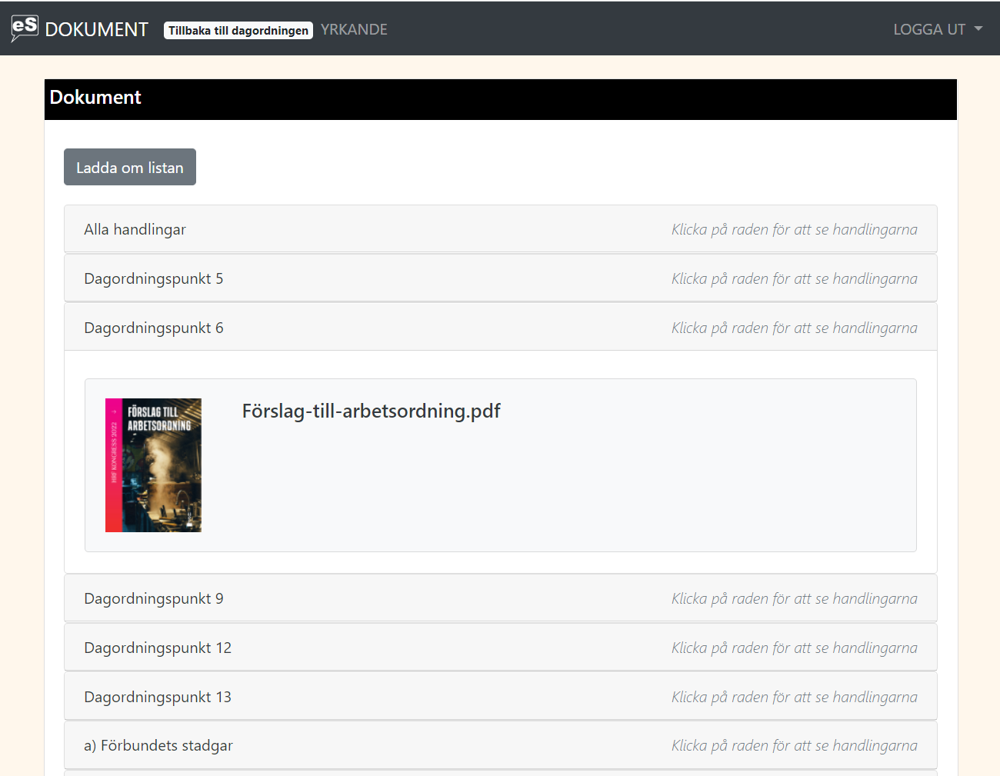 eS DOKUMENT Tillbaka till dagordningen YRKANDE LOGGA UT
Dokument
Ladda om listan
Alla handlingar Klicka på raden för att se handlingarna
Dagordningspunkt 5 Klicka på raden för att se handlingarna
Dagordningspunkt 6 Klicka på raden för att se handlingarna
FÖRSLAG TILL
ARBETSORDNING
HRF KONGRESS 2022
Förslag-till-arbetsordning.pdf
Dagordningspunkt 9 Klicka på raden för att se handlingarna
Dagordningspunkt 12 Klicka på raden för att se handlingarna
Dagordningspunkt 13 Klicka på raden för att se handlingarna
a) Förbundets stadgar Klicka på raden för att se handlingarna